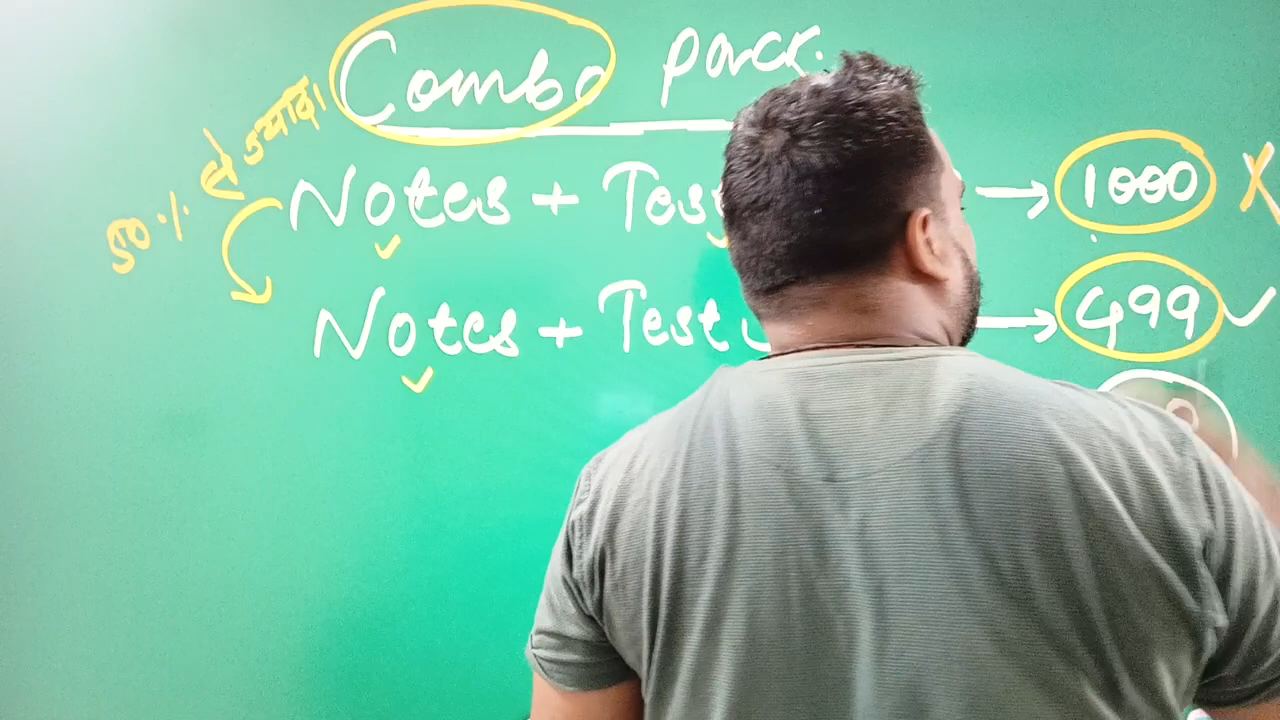 Combo pack.
50% से ज्यादा
Notes + Test → 1000 X
Notes + Test → 499 ✓